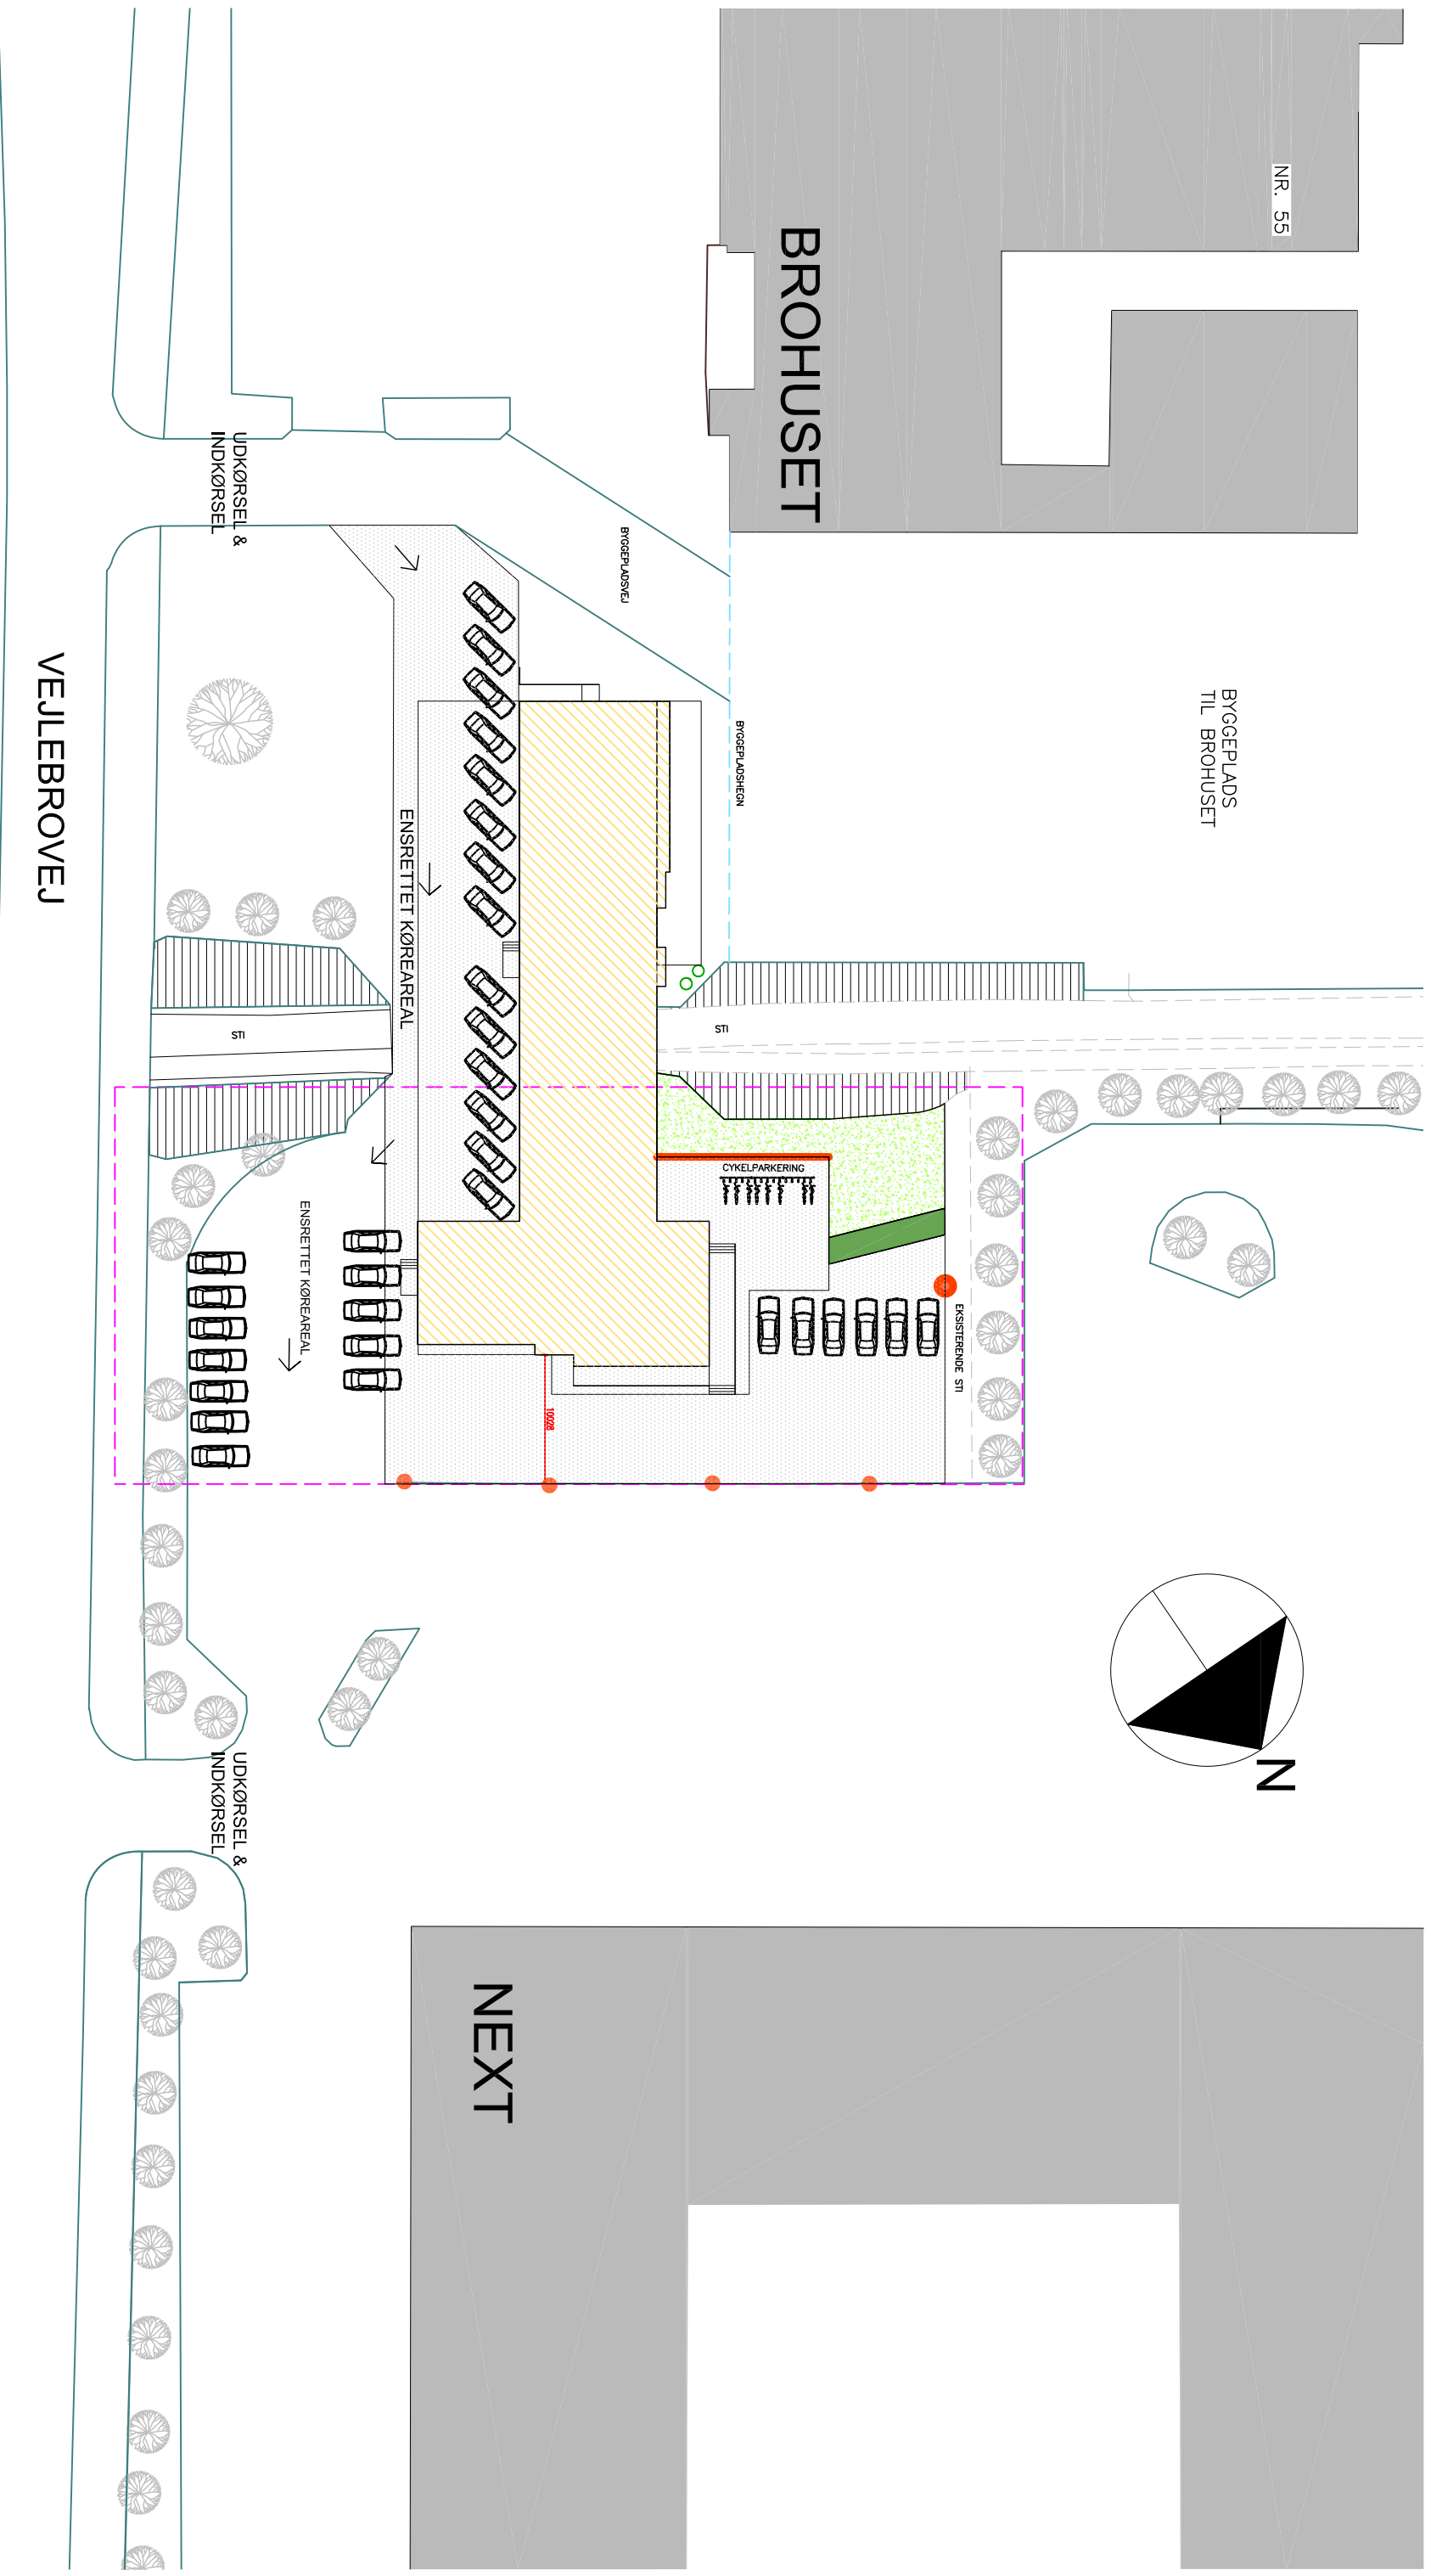 NR. 55
BROHUSET
BYGGEPLADS
TIL BROHUSET
BYGGEPLADSVEJ
BYGGEPLADSHEGN
UDKØRSEL &
INDKØRSEL
VEJLEBROVEJ
ENSRETTET KØREAREAL
STI
STI
CYKELPARKERING
ENSRETTET KØREAREAL
EKSISTERENDE STI
10028
N
UDKØRSEL &
INDKØRSEL
NEXT